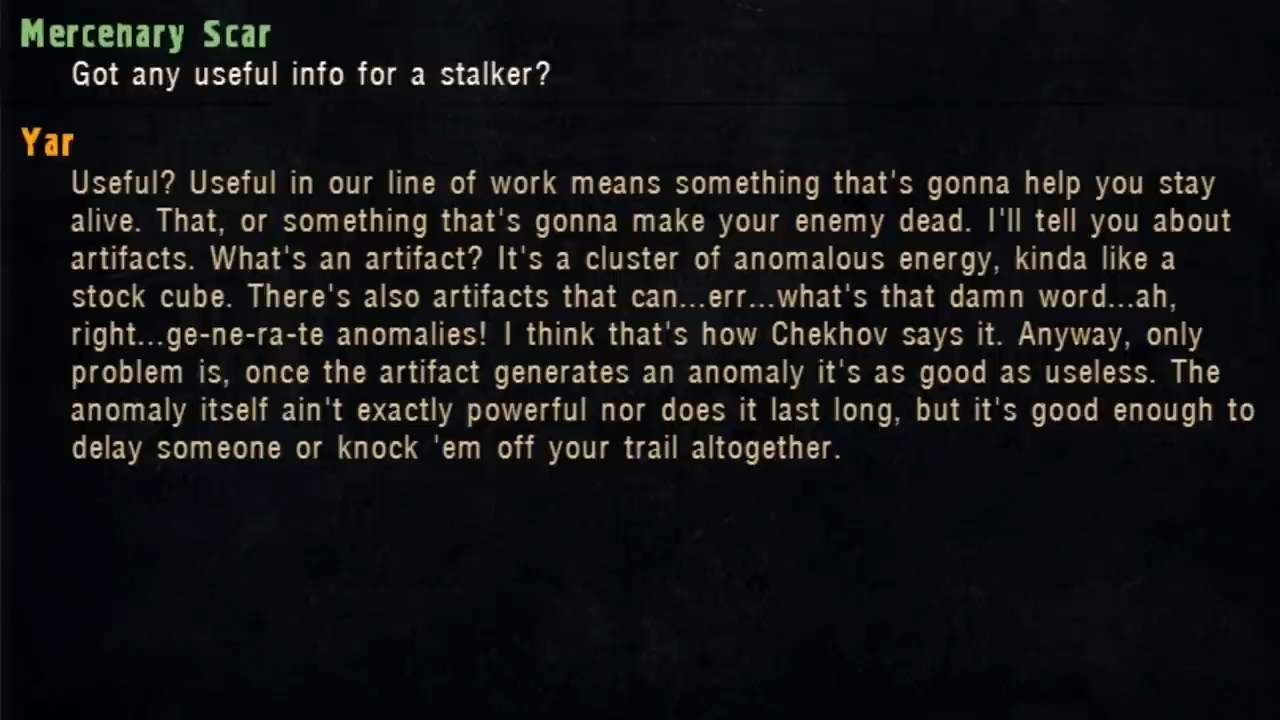 Mercenary Scar
Got any useful info for a stalker?
Yar
Useful? Useful in our line of work means something that's gonna help you stay
alive. That, or something that's gonna make your enemy dead. I'll tell you about
artifacts. What's an artifact? It's a cluster of anomalous energy, kinda like a
stock cube. There's also artifacts that can...err...what's that damn word...ah,
right...ge-ne-ra-te anomalies! I think that's how Chekhov says it. Anyway, only
problem is, once the artifact generates an anomaly it's as good as useless. The
anomaly itself ain't exactly powerful nor does it last long, but it's good enough to
delay someone or knock 'em off your trail altogether.